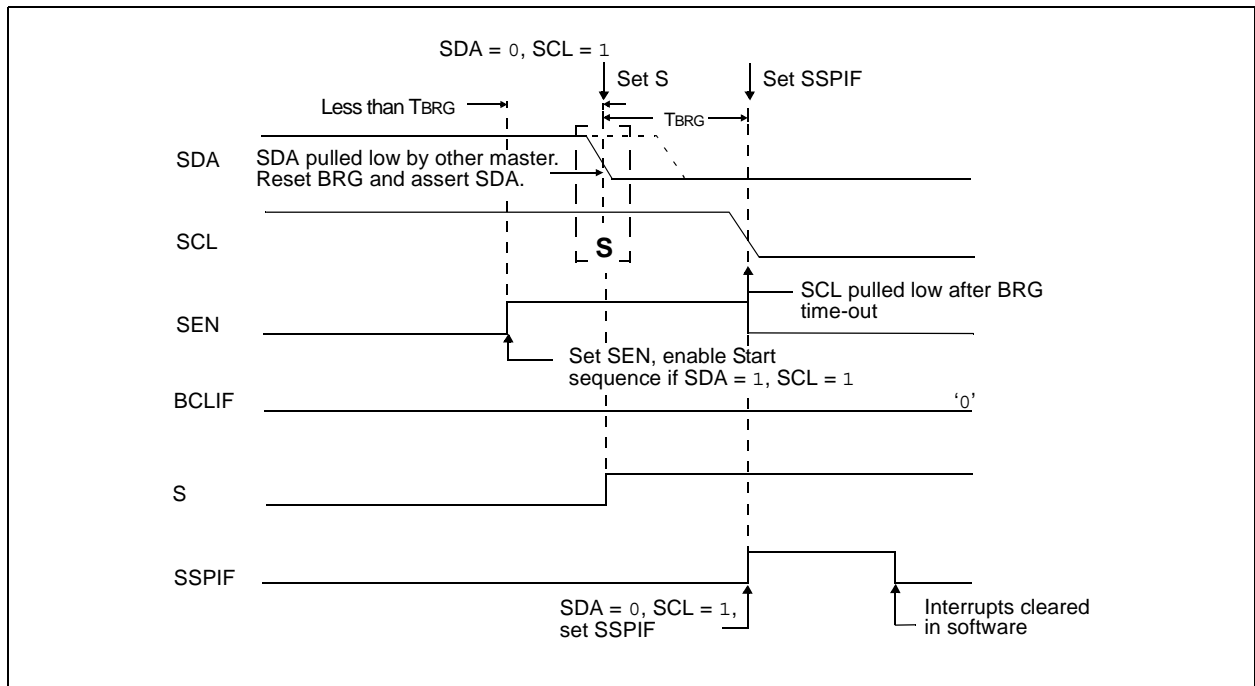 SDA = 0, SCL = 1
Set S
Set SSPIF
Less than TBRG
TBRG
SDA
SDA pulled low by other master.
Reset BRG and assert SDA.
SCL
S
SCL pulled low after BRG
time-out
SEN
Set SEN, enable Start
sequence if SDA = 1, SCL = 1
BCLIF
‘0’
S
SSPIF
SDA = 0, SCL = 1,
set SSPIF
Interrupts cleared
in software